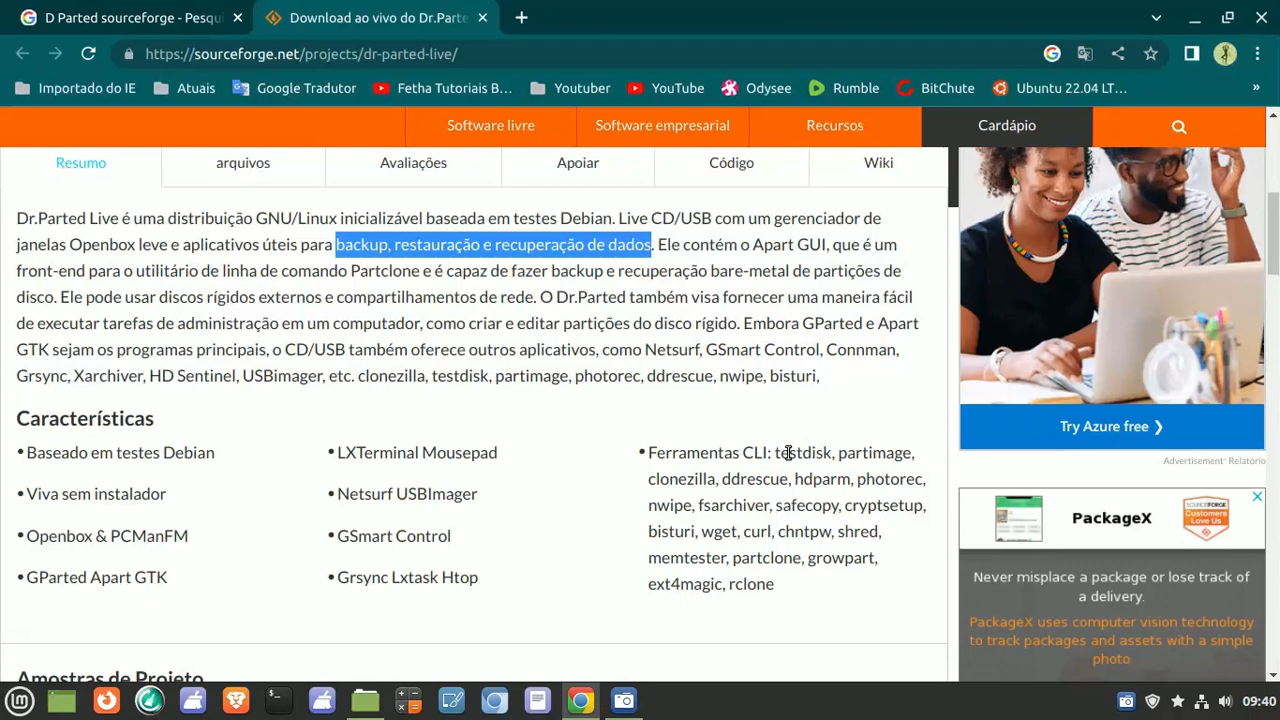 D Parted sourceforge - Pesqui
Download ao vivo do Dr.Parte
https://sourceforge.net/projects/dr-parted-live/
Importado do IE
Atuais
Google Tradutor
Fetha Tutoriais B...
Youtuber
YouTube
Odysee
Rumble
BitChute
Ubuntu 22.04 LT...
»
Software livre
Software empresarial
Recursos
Cardápio
Resumo
arquivos
Avaliações
Apoiar
Código
Wiki
Dr.Parted Live é uma distribuição GNU/Linux inicializável baseada em testes Debian. Live CD/USB com um gerenciador de
janelas Openbox leve e aplicativos úteis para backup, restauração e recuperação de dados. Ele contém o Apart GUI, que é um
front-end para o utilitário de linha de comando Partclone e é capaz de fazer backup e recuperação bare-metal de partições de
disco. Ele pode usar discos rígidos externos e compartilhamentos de rede. O Dr.Parted também visa fornecer uma maneira fácil
de executar tarefas de administração em um computador, como criar e editar partições do disco rígido. Embora GParted e Apart
GTK sejam os programas principais, o CD/USB também oferece outros aplicativos, como Netsurf, GSmart Control, Connman,
Grsync, Xarchiver, HD Sentinel, USBimager, etc. clonezilla, testdisk, partimage, photorec, ddrescue, nwipe, bisturi,
Características
• Baseado em testes Debian
• Viva sem instalador
• Openbox & PCManFM
• GParted Apart GTK
• LXTerminal Mousepad
• Netsurf USBImager
• GSmart Control
• Grsync Lxtask Htop
• Ferramentas CLI: testdisk, partimage,
clonezilla, ddrescue, hdparm, photorec,
nwipe, fsarchiver, safecopy, cryptsetup,
bisturi, wget, curl, chntpw, shred,
memtester, partclone, growpart,
ext4magic, rclone
Amostras de Projeto
Try Azure free ❯
Advertisement Relatório
SOURCEFORGE
Customers
Love Us
PackageX
Never misplace a package or lose track of
a delivery.
PackageX uses computer vision technology
to track packages and assets with a simple
photo
09:40